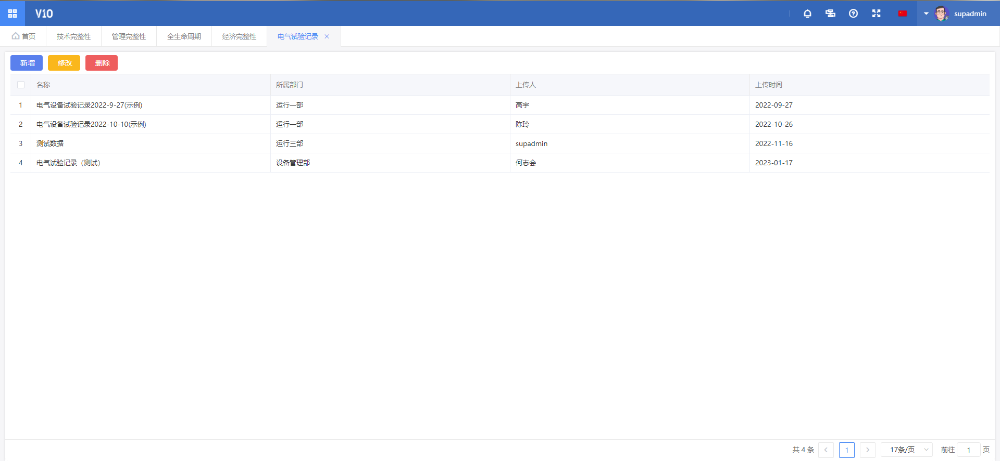 V10
supadmin
首页 技术完整性 管理完整性 全生命周期 经济完整性 电气试验记录
新增 修改 删除
名称 所属部门 上传人 上传时间
1 电气设备试验记录2022-9-27(示例) 运行一部 高宇 2022-09-27
2 电气设备试验记录2022-10-10(示例) 运行一部 陈玲 2022-10-26
3 测试数据 运行三部 supadmin 2022-11-16
4 电气试验记录（测试） 设备管理部 何志会 2023-01-17
共 4 条 1 17条/页 前往 1 页